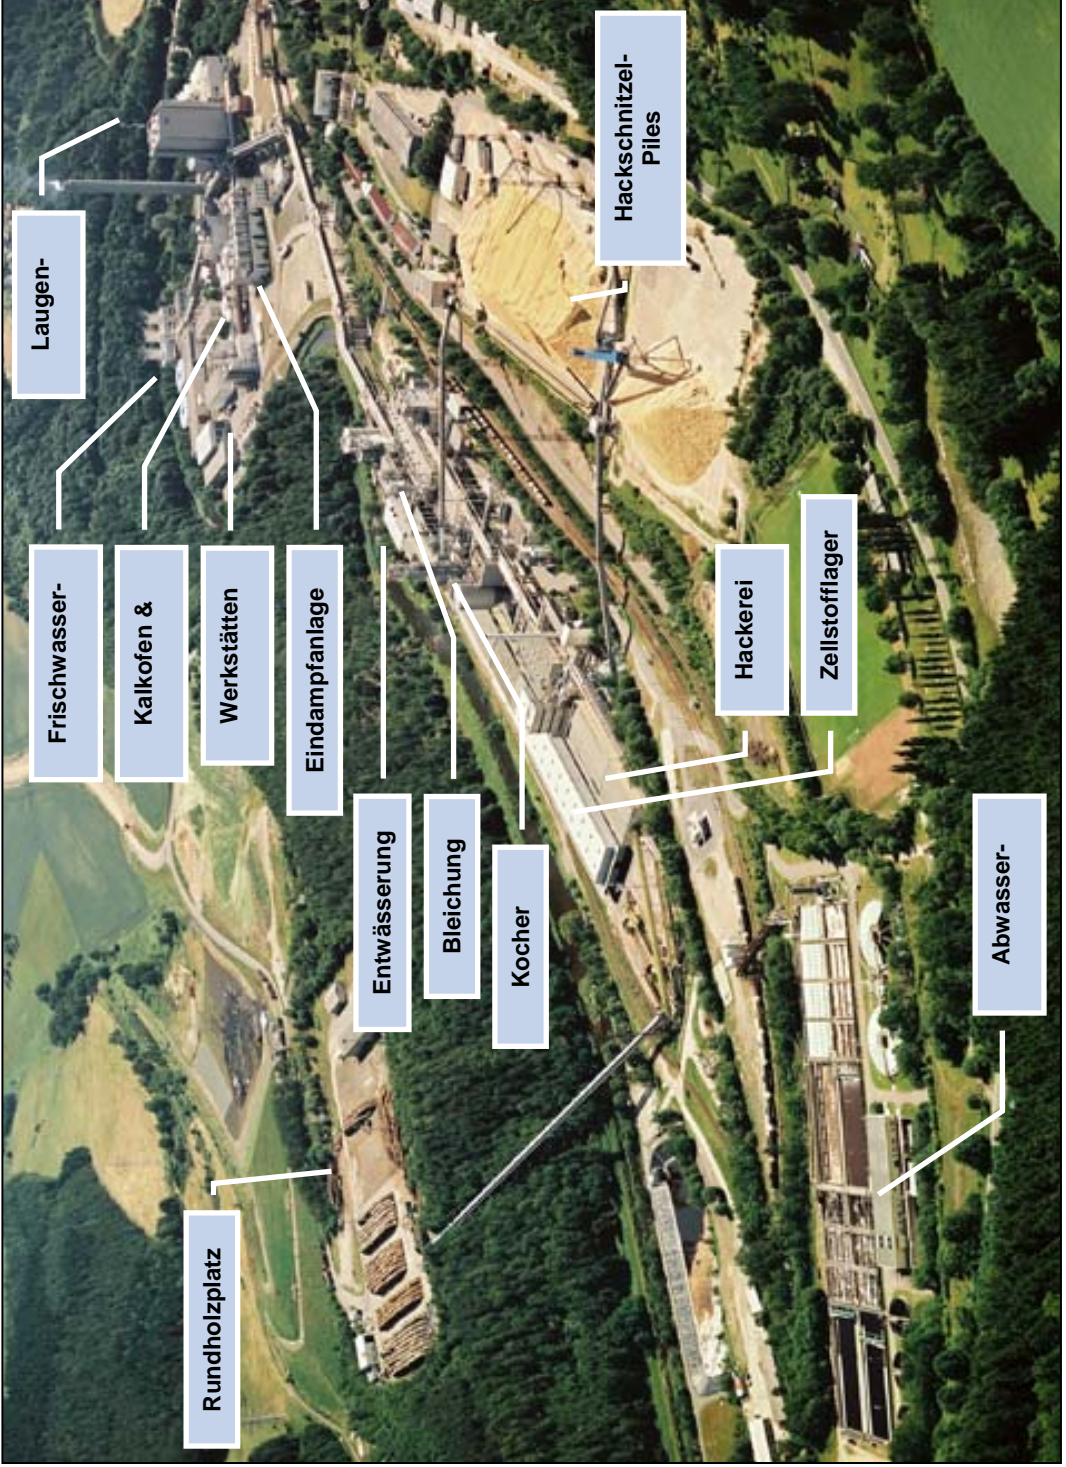 Laugen-
Frischwasser-
Kalkofen &
Rundholzplatz
Werkstätten
Eindampfanlage
Entwässerung
Bleichung
Kocher
Hackschnitzel-
Piles
Hackerei
Zellstofflager
Abwasser-